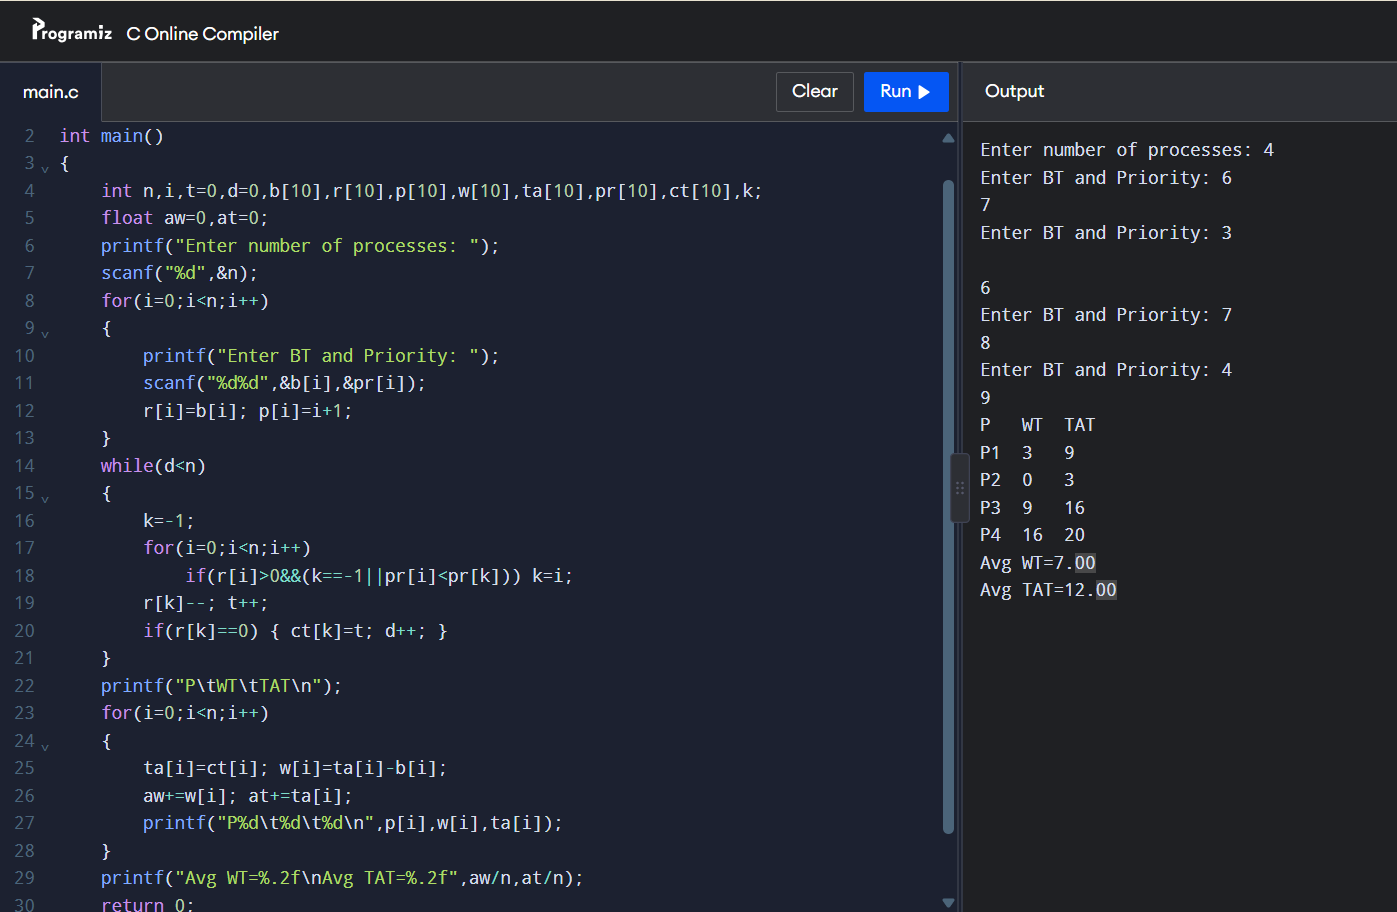 Programiz C Online Compiler
main.c
Clear
Run
Output
2 int main()
3 {
4 int n,i,t=0,d=0,b[10],r[10],p[10],w[10],ta[10],pr[10],ct[10],k;
5 float aw=0,at=0;
6 printf("Enter number of processes: ");
7 scanf("%d",&n);
8 for(i=0;i<n;i++)
9 {
10 printf("Enter BT and Priority: ");
11 scanf("%d%d",&b[i],&pr[i]);
12 r[i]=b[i]; p[i]=i+1;
13 }
14 while(d<n)
15 {
16 k=-1;
17 for(i=0;i<n;i++)
18 if(r[i]>0&&(k==-1||pr[i]<pr[k])) k=i;
19 r[k]--; t++;
20 if(r[k]==0) { ct[k]=t; d++; }
21 }
22 printf("P\tWT\tTAT\n");
23 for(i=0;i<n;i++)
24 {
25 ta[i]=ct[i]; w[i]=ta[i]-b[i];
26 aw+=w[i]; at+=ta[i];
27 printf("P%d\t%d\t%d\n",p[i],w[i],ta[i]);
28 }
29 printf("Avg WT=%.2f\nAvg TAT=%.2f",aw/n,at/n);
30 return 0;
Enter number of processes: 4
Enter BT and Priority: 6
7
Enter BT and Priority: 3
6
Enter BT and Priority: 7
8
Enter BT and Priority: 4
9
P WT TAT
P1 3 9
P2 0 3
P3 9 16
P4 16 20
Avg WT=7.00
Avg TAT=12.00